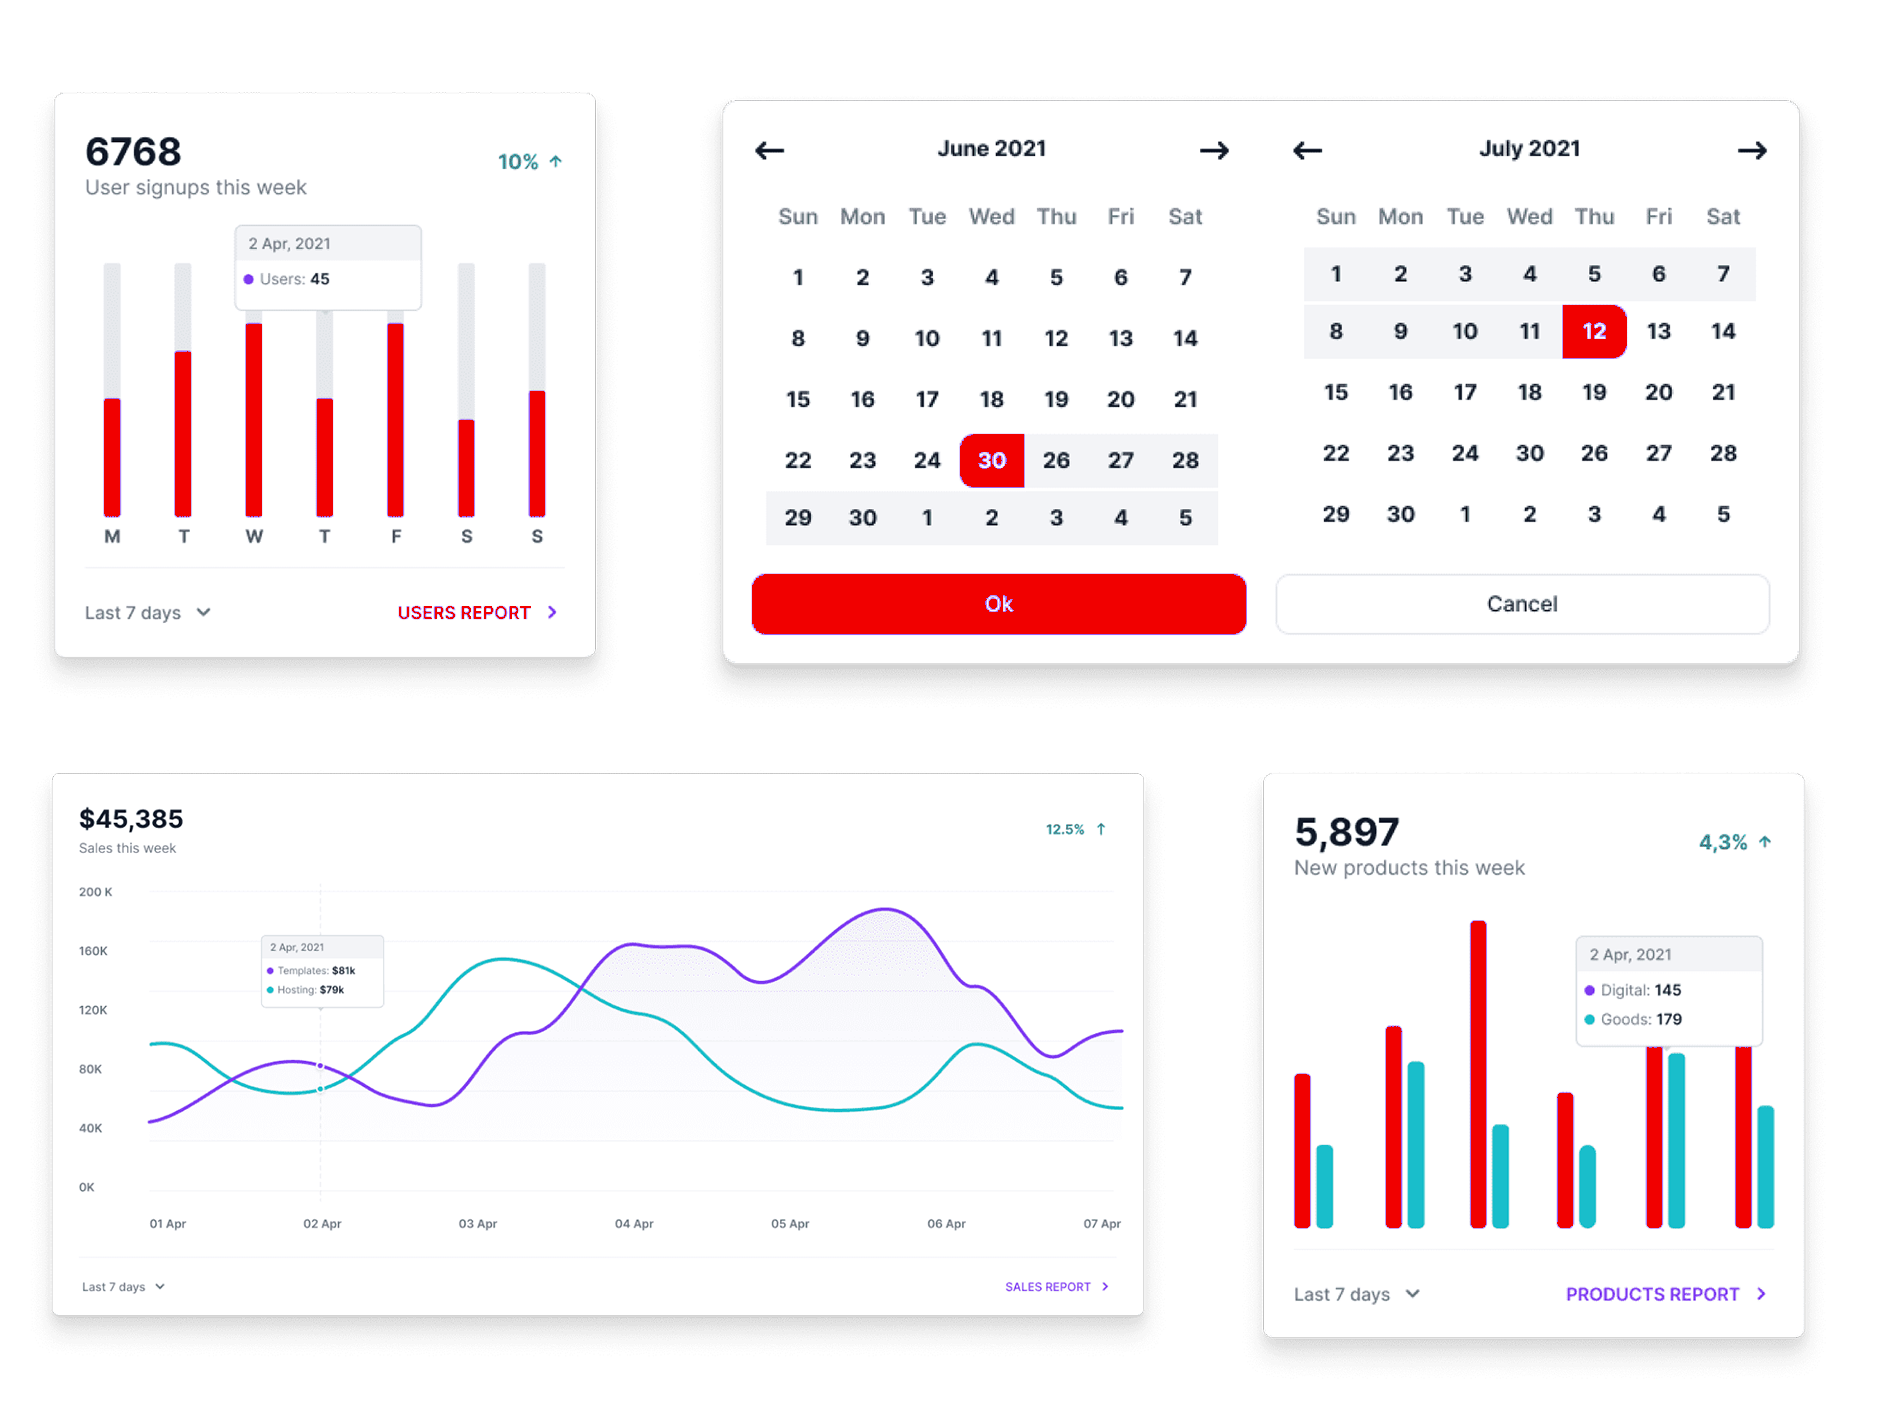 6768
10%
User signups this week
2 Apr, 2021
Users: 45
M T W T F S S
Last 7 days
USERS REPORT
June 2021
Sun Mon Tue Wed Thu Fri Sat
1 2 3 4 5 6 7
8 9 10 11 12 13 14
15 16 17 18 19 20 21
22 23 24 30 26 27 28
29 30 1 2 3 4 5
July 2021
Sun Mon Tue Wed Thu Fri Sat
1 2 3 4 5 6 7
8 9 10 11 12 13 14
15 16 17 18 19 20 21
22 23 24 30 26 27 28
29 30 1 2 3 4 5
Ok
Cancel
$45,385
12.5%
Sales this week
200 K
160K
120K
80K
40K
0K
2 Apr, 2021
Templates: $81k
Hosting: $79k
01 Apr 02 Apr 03 Apr 04 Apr 05 Apr 06 Apr 07 Apr
Last 7 days
SALES REPORT
5,897
4,3%
New products this week
2 Apr, 2021
Digital: 145
Goods: 179
Last 7 days
PRODUCTS REPORT